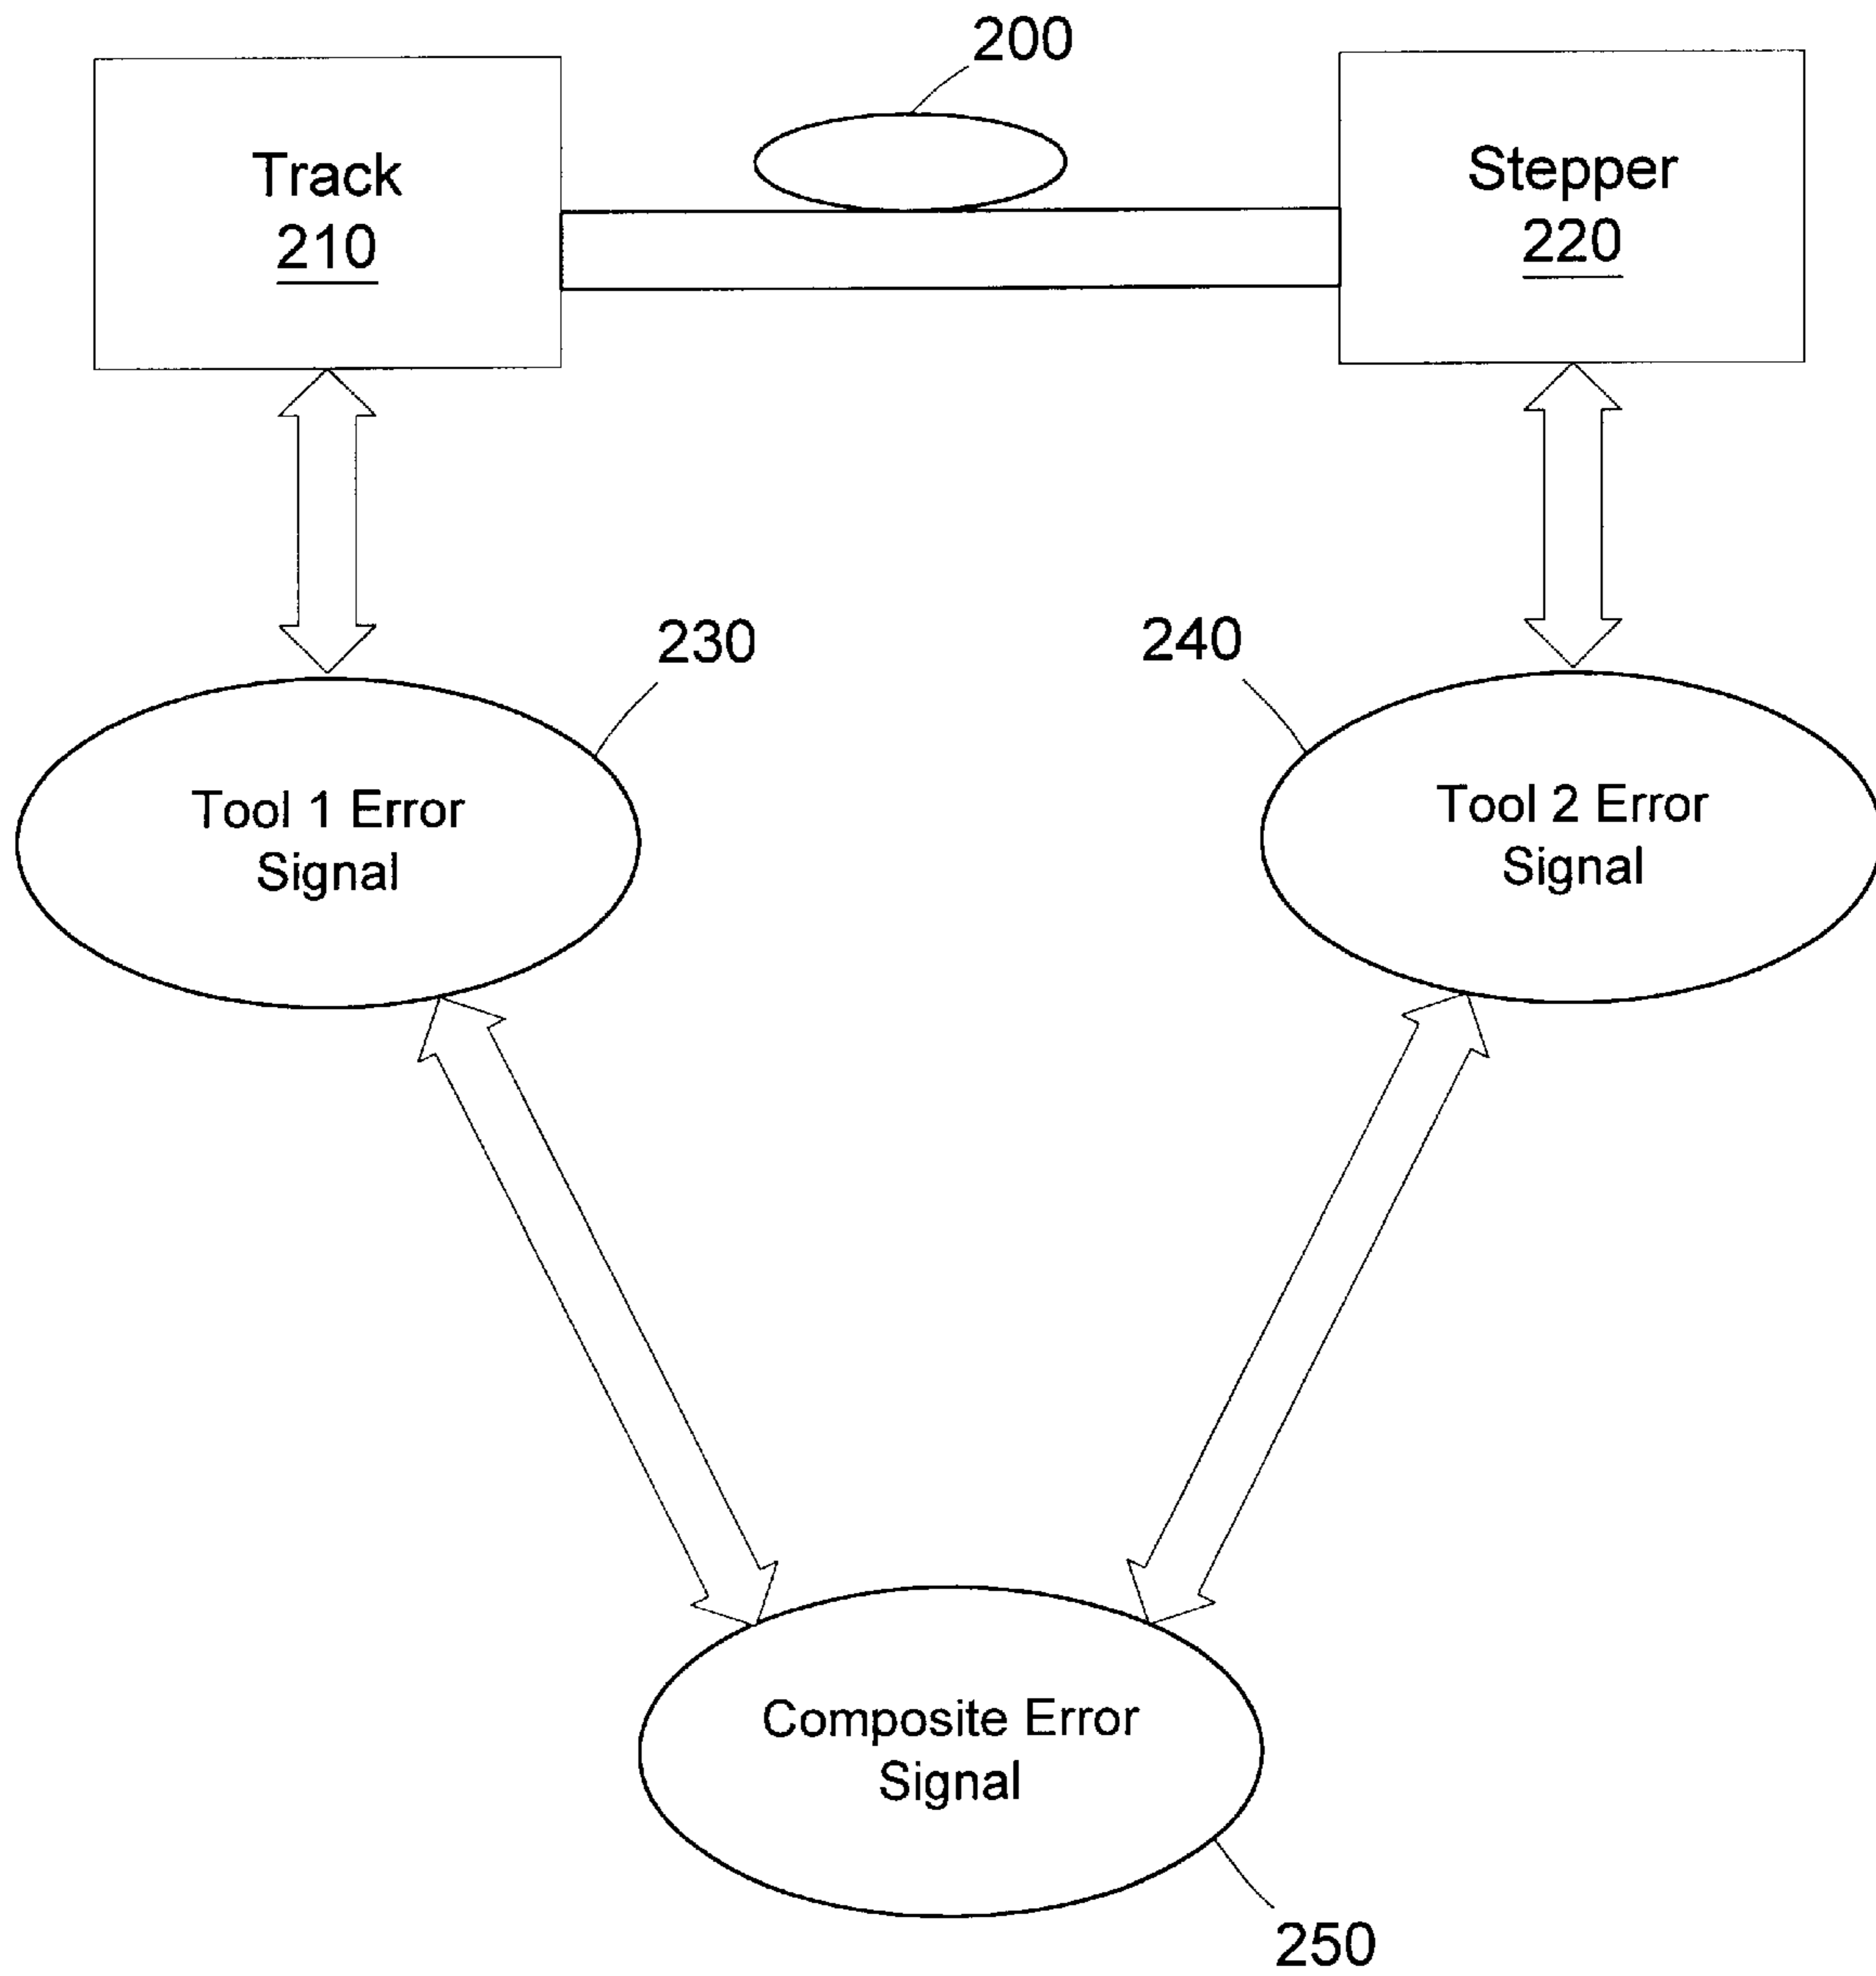 200
Track
210
Stepper
220
230
240
Tool 1 Error
Signal
Tool 2 Error
Signal
Composite Error
Signal
250